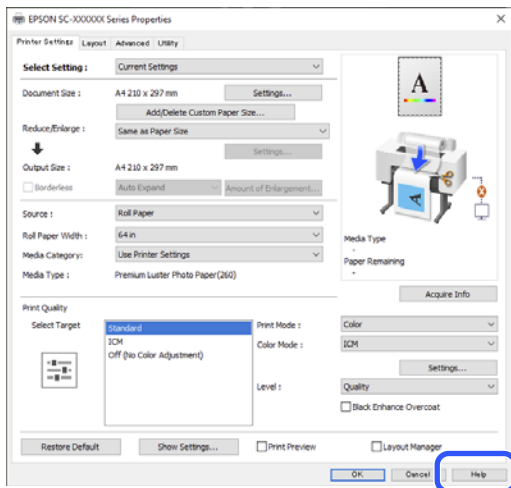 EPSON SC-XXXXXX Series Properties
Printer Settings Layout Advanced Utility
Select Setting : Current Settings
Document Size : A4 210 x 297 mm Settings...
Add/Delete Custom Paper Size...
Reduce/Enlarge : Same as Paper Size
Settings...
Output Size : A4 210 x 297 mm
Borderless Auto Expand Amount of Enlargement...
Source : Roll Paper
Roll Paper Width : 64 in
Media Category: Use Printer Settings
Media Type : Premium Luster Photo Paper(260)
A
Media Type
-
Paper Remaining
-
Acquire Info
Print Quality
Select Target
Standard
ICM
Off (No Color Adjustment)
Print Mode : Color
Color Mode : ICM
Settings...
Level : Quality
Black Enhance Overcoat
Restore Default Show Settings... Print Preview Layout Manager
OK Cancel Help